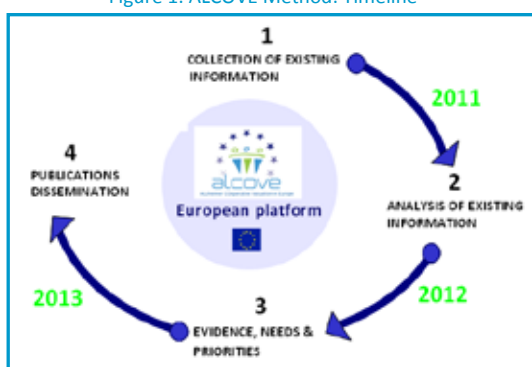 Figure 1. ALCOVE Method: Timeline
1
COLLECTION OF EXISTING
INFORMATION
2011
2
ANALYSIS OF EXISTING
INFORMATION
2012
3
EVIDENCE, NEEDS &
PRIORITIES
2013
4
PUBLICATIONS
DISSEMINATION
alcove
European platform